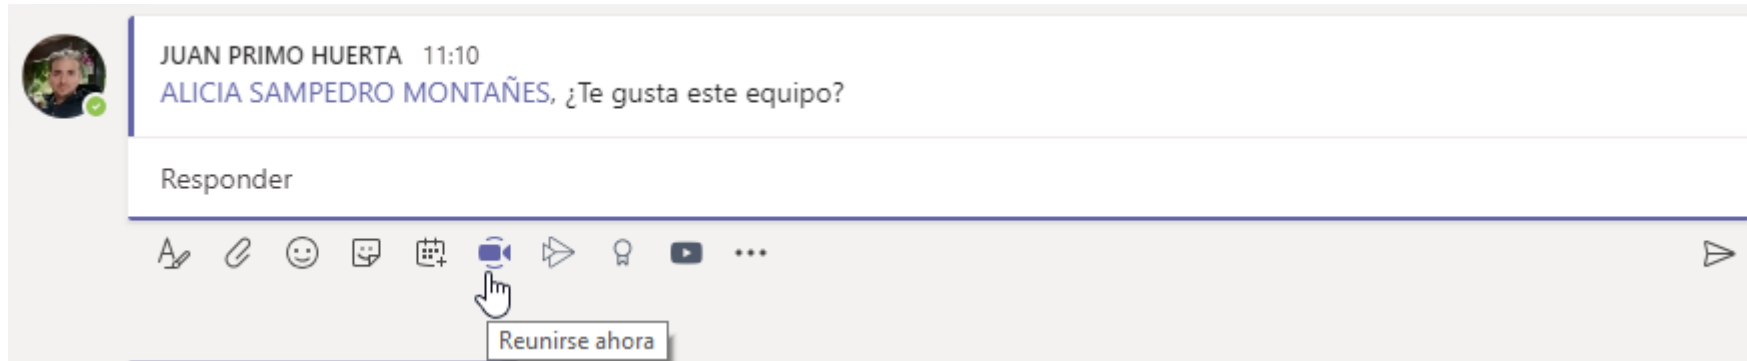 JUAN PRIMO HUERTA 11:10
ALICIA SAMPEDRO MONTAÑES, ¿Te gusta este equipo?
Responder
Reunirse ahora